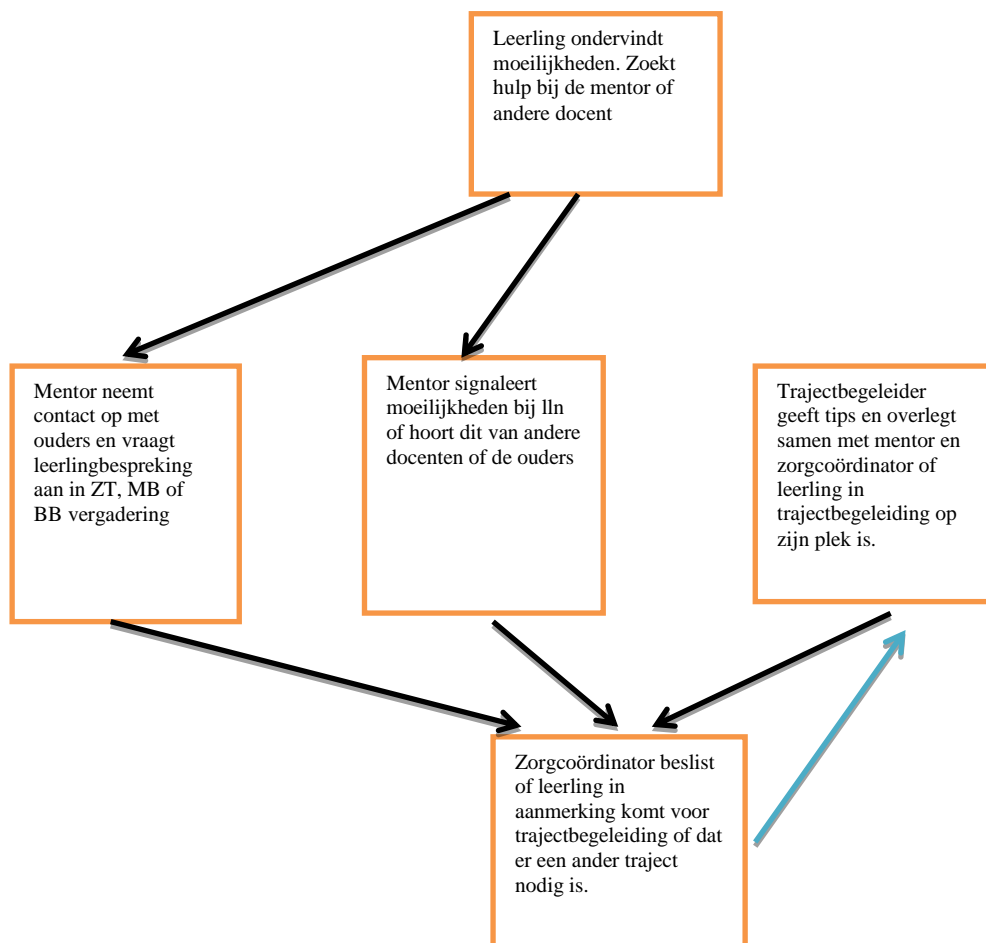 Leerling ondervindt
moeilijkheden. Zoekt
hulp bij de mentor of
andere docent
Mentor neemt
contact op met
ouders en vraagt
leerlingbespreking
aan in ZT, MB of
BB vergadering
Mentor signaleert
moeilijkheden bij lln
of hoort dit van andere
docenten of de ouders
Trajectbegeleider
geeft tips en overlegt
samen met mentor en
zorgcoördinator of
leerling in
trajectbegeleiding op
zijn plek is.
Zorgcoördinator beslist
of leerling in
aanmerking komt voor
trajectbegeleiding of dat
er een ander traject
nodig is.